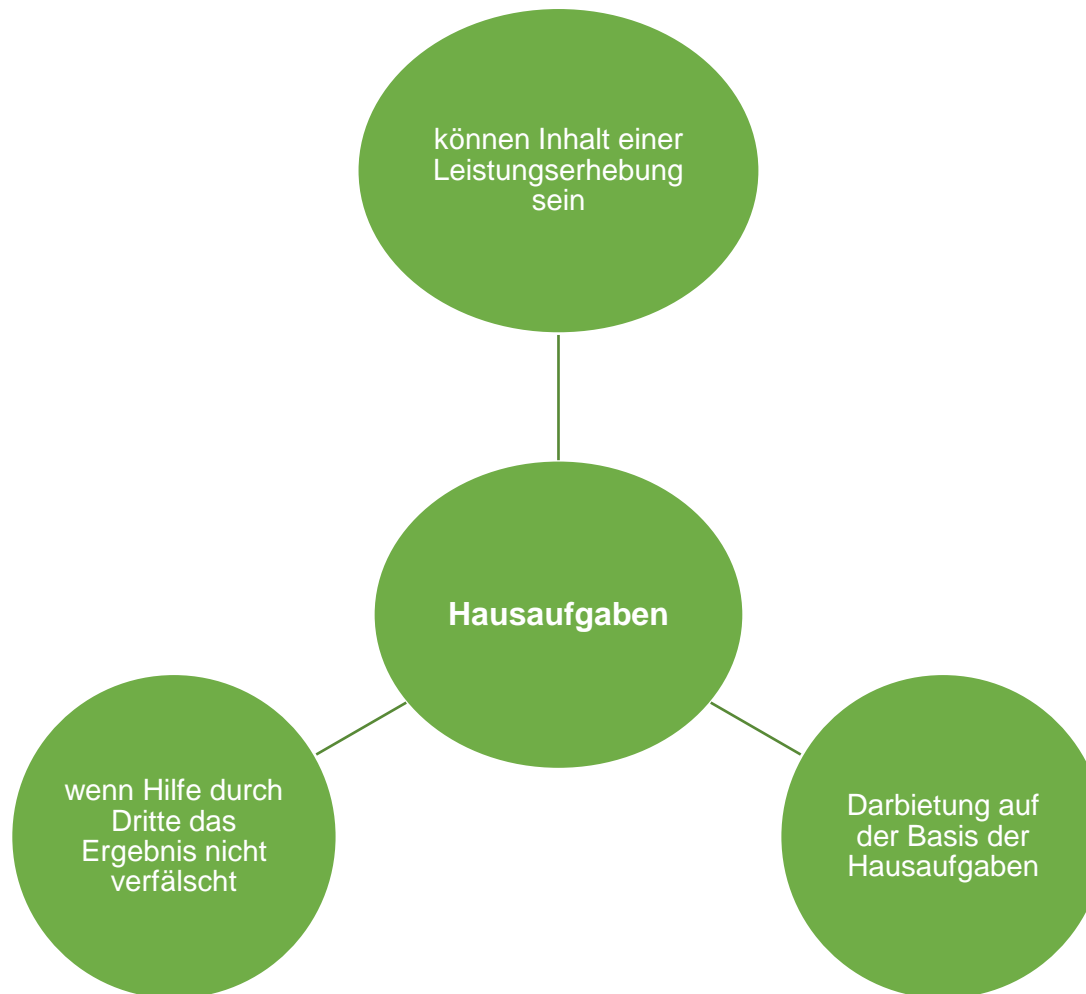 können Inhalt einer
Leistungserhebung
sein
Hausaufgaben
wenn Hilfe durch
Dritte das
Ergebnis nicht
verfälscht
Darbietung auf
der Basis der
Hausaufgaben